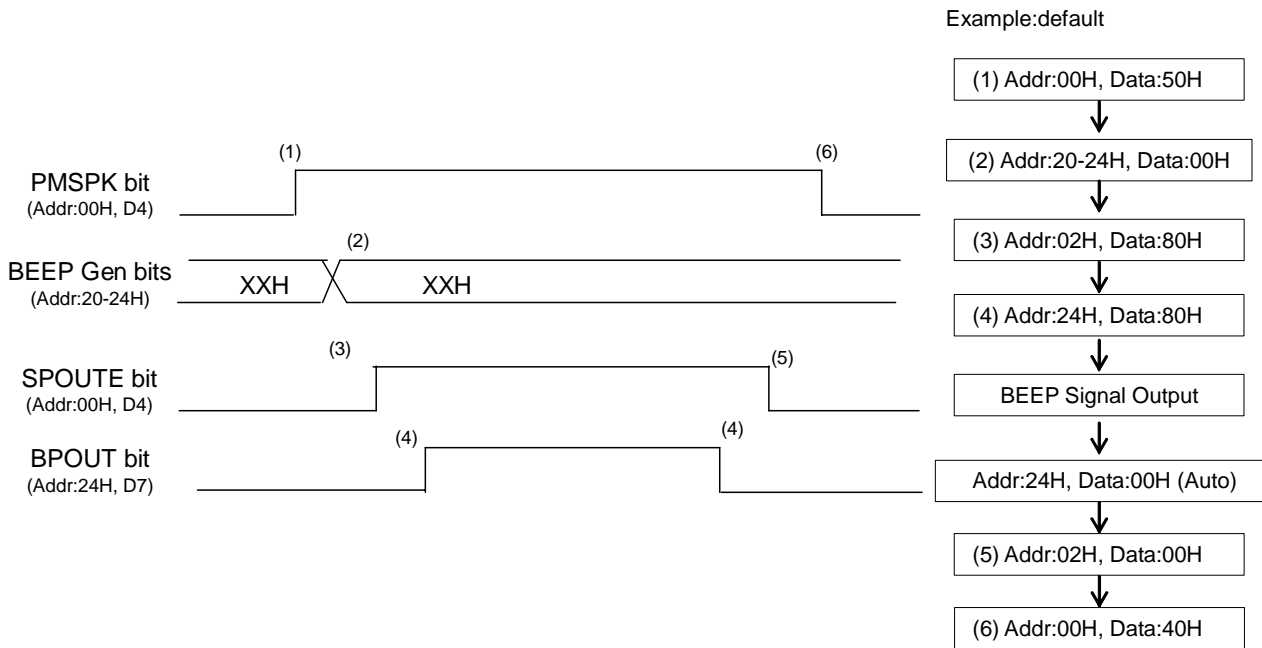 Example:default
(1) Addr:00H, Data:50H
(2) Addr:20-24H, Data:00H
(3) Addr:02H, Data:80H
(4) Addr:24H, Data:80H
BEEP Signal Output
Addr:24H, Data:00H (Auto)
(5) Addr:02H, Data:00H
(6) Addr:00H, Data:40H
(1)
(6)
PMSPK bit
(Addr:00H, D4)
(2)
BEEP Gen bits
(Addr:20-24H)
XXH
XXH
(3)
(5)
SPOUTE bit
(Addr:00H, D4)
(4)
(4)
BPOUT bit
(Addr:24H, D7)